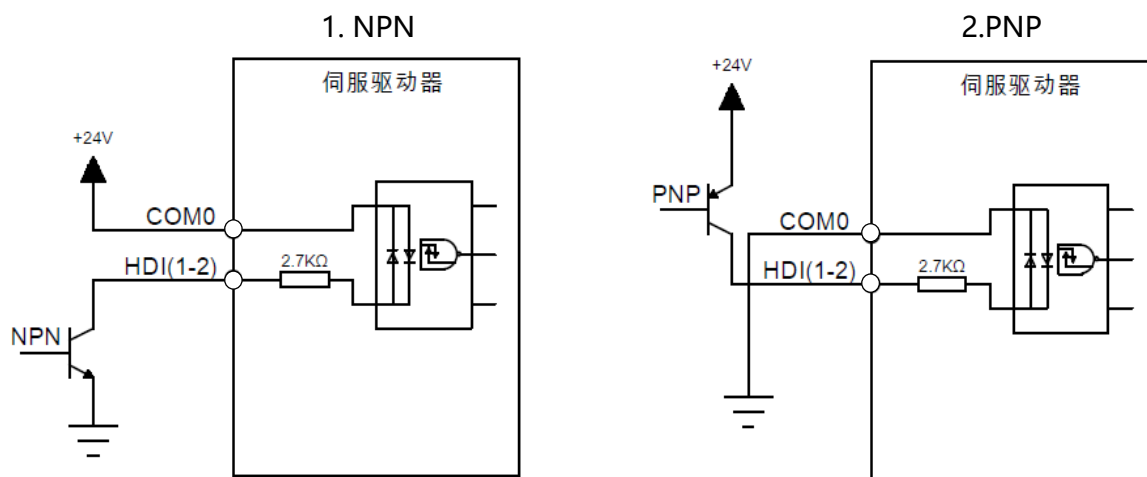 1. NPN
伺服驱动器
+24V
COM0
HDI(1-2)
2.7KΩ
NPN
2.PNP
伺服驱动器
+24V
PNP
COM0
HDI(1-2)
2.7KΩ